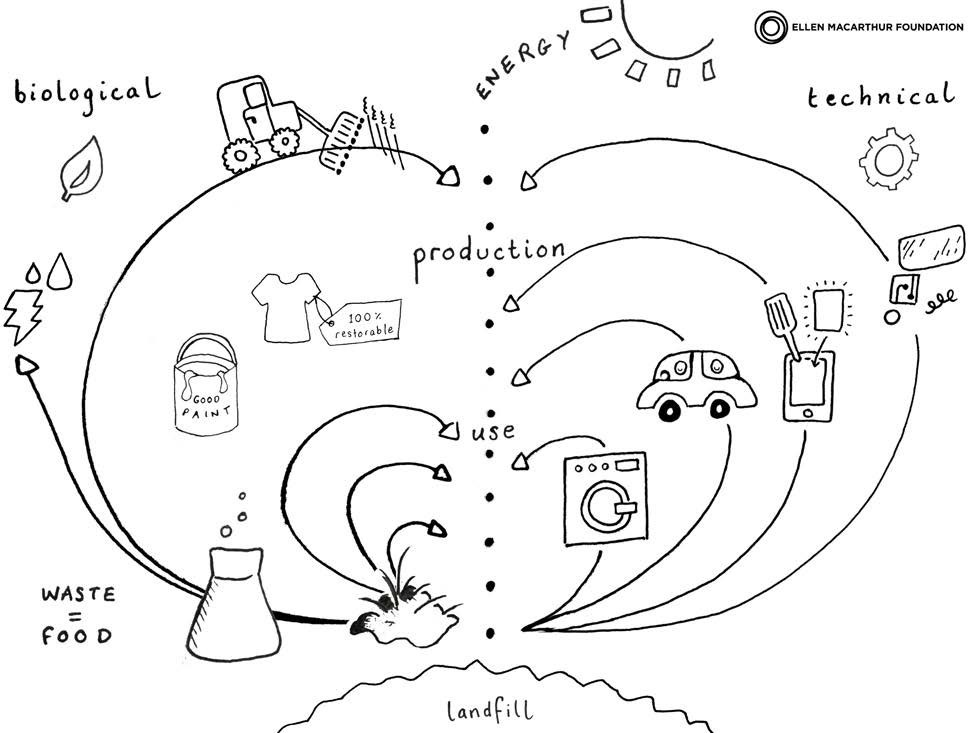 ELLEN MACARTHUR FOUNDATION
ENERGY
biological
technical
production
100%
restorable
GOOD
PAINT
use
WASTE
=
FOOD
landfill